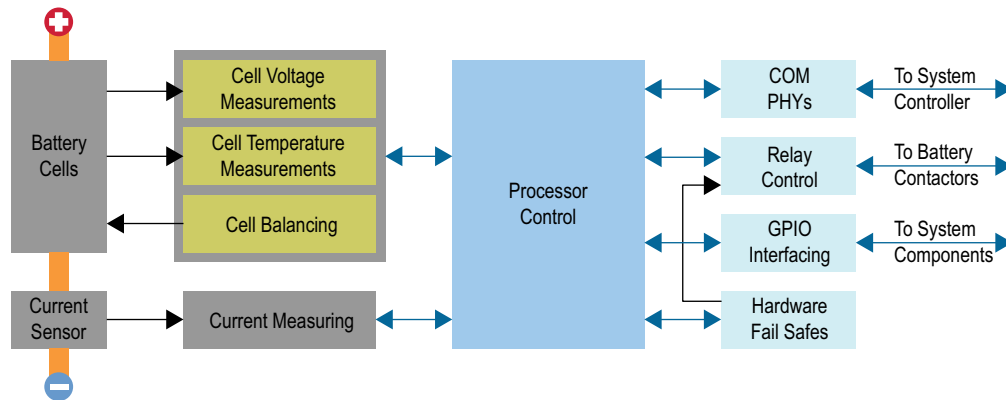 Battery
Cells
Cell Voltage
Measurements
Cell Temperature
Measurements
Cell Balancing
Current
Sensor
Current Measuring
Processor
Control
COM
PHYs
To System
Controller
Relay
Control
To Battery
Contactors
GPIO
Interfacing
To System
Components
Hardware
Fail Safes